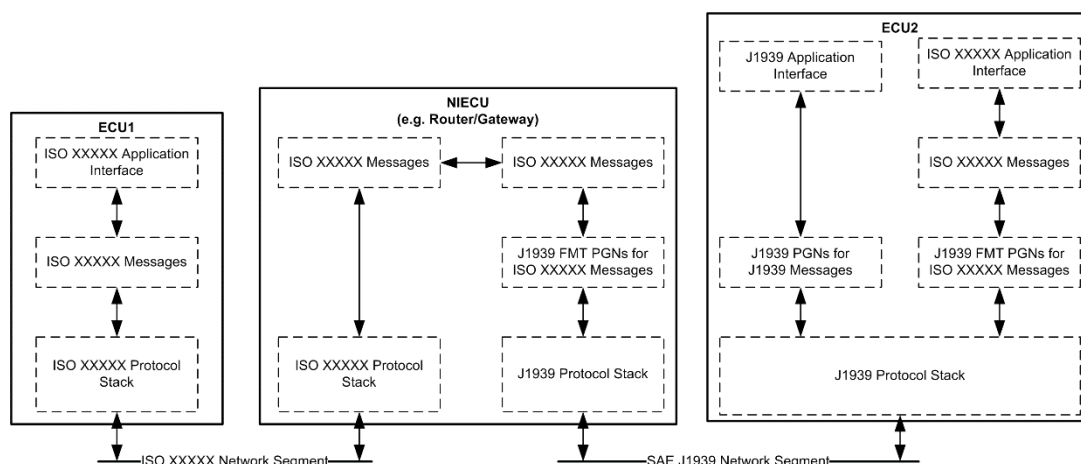 ECU1
ISO XXXXX Application
Interface
ISO XXXXX Messages
ISO XXXXX Protocol
Stack
NIECU
(e.g. Router/Gateway)
ISO XXXXX Messages
ISO XXXXX Messages
J1939 FMT PGNs for
ISO XXXXX Messages
ISO XXXXX Protocol
Stack
J1939 Protocol Stack
ECU2
J1939 Application
Interface
ISO XXXXX Application
Interface
ISO XXXXX Messages
J1939 PGNs for
J1939 Messages
J1939 FMT PGNs for
ISO XXXXX Messages
J1939 Protocol Stack
ISO XXXXX Network Segment
SAE J1939 Network Segment